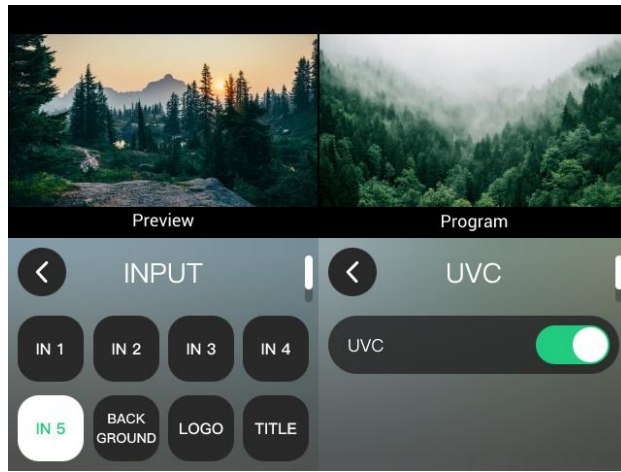 Preview
Program
INPUT
UVC
IN 1
IN 2
IN 3
IN 4
UVC
IN 5
BACK
GROUND
LOGO
TITLE